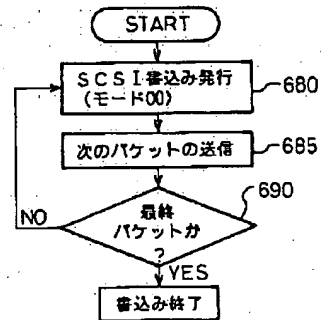 START
SCSI書込み発行
(モード00)
680
次のパケットの送信
685
690
最終
パケットか
?
NO
YES
書込み終了